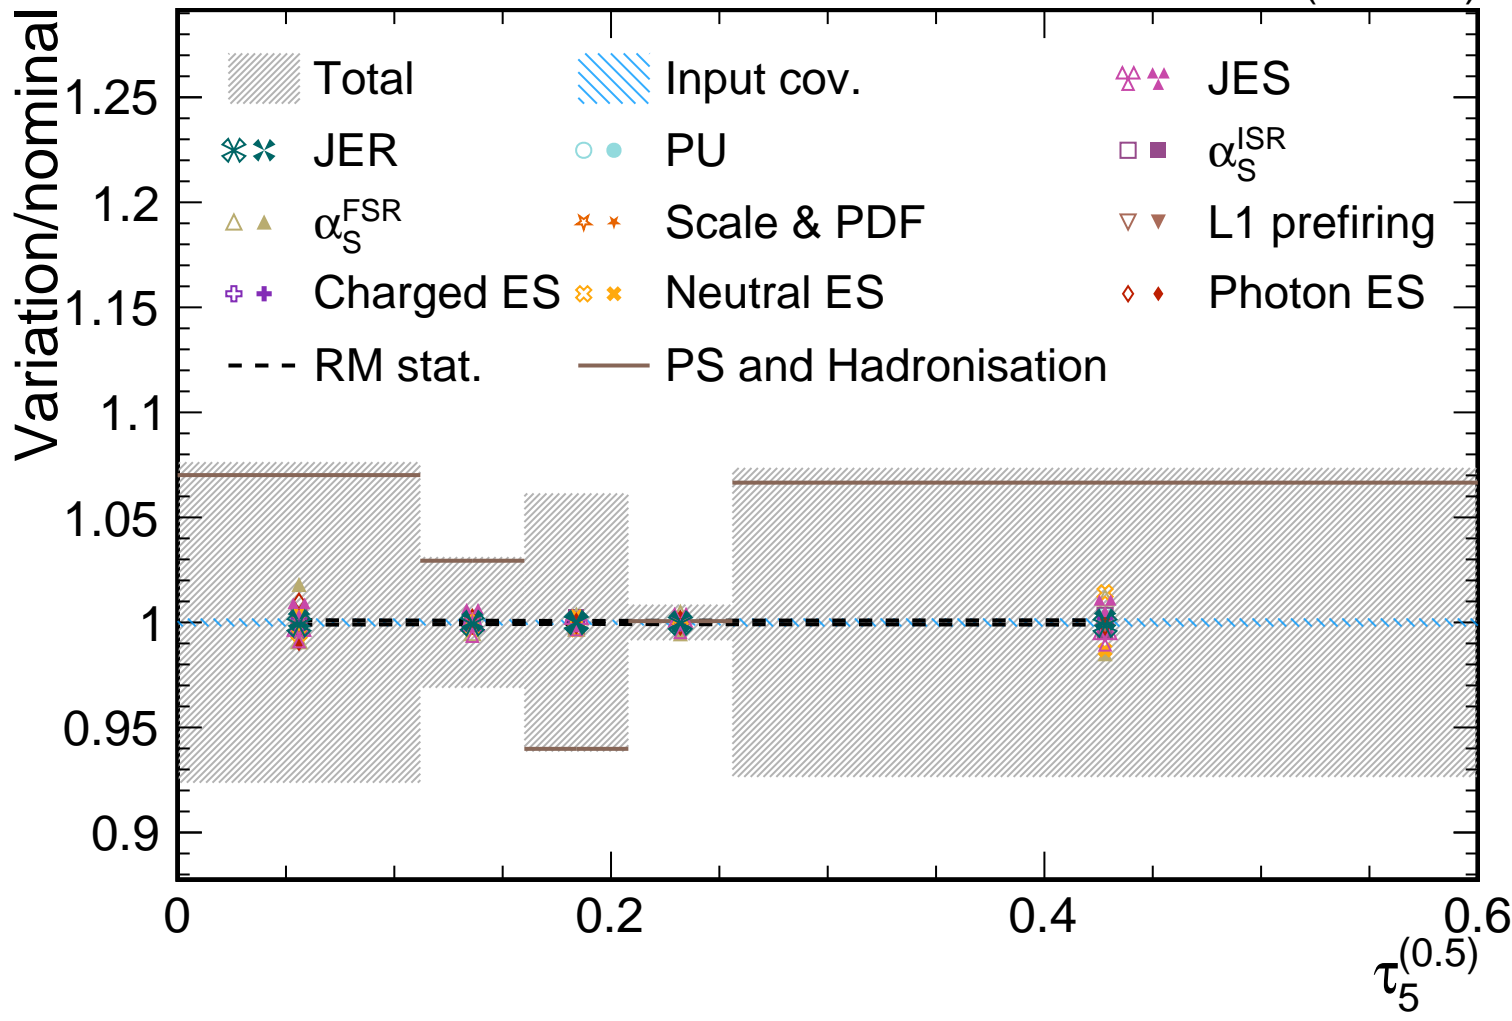 Variation/nominal
1.25
1.2
1.15
1.1
1.05
1
0.95
0.9
Total
Input cov.
JES
JER
PU
α_S^ISR
α_S^FSR
Scale & PDF
L1 prefiring
Charged ES
Neutral ES
Photon ES
RM stat.
PS and Hadronisation
0
0.2
0.4
0.6
τ_5^(0.5)